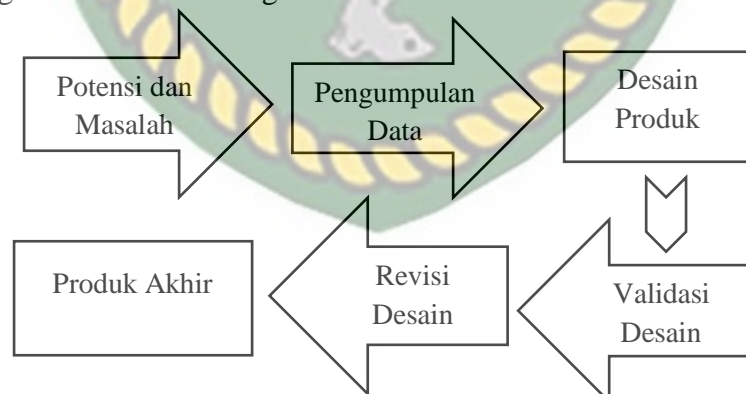 Potensi dan
Masalah
Pengumpulan
Data
Desain
Produk
Validasi
Desain
Revisi
Desain
Produk Akhir